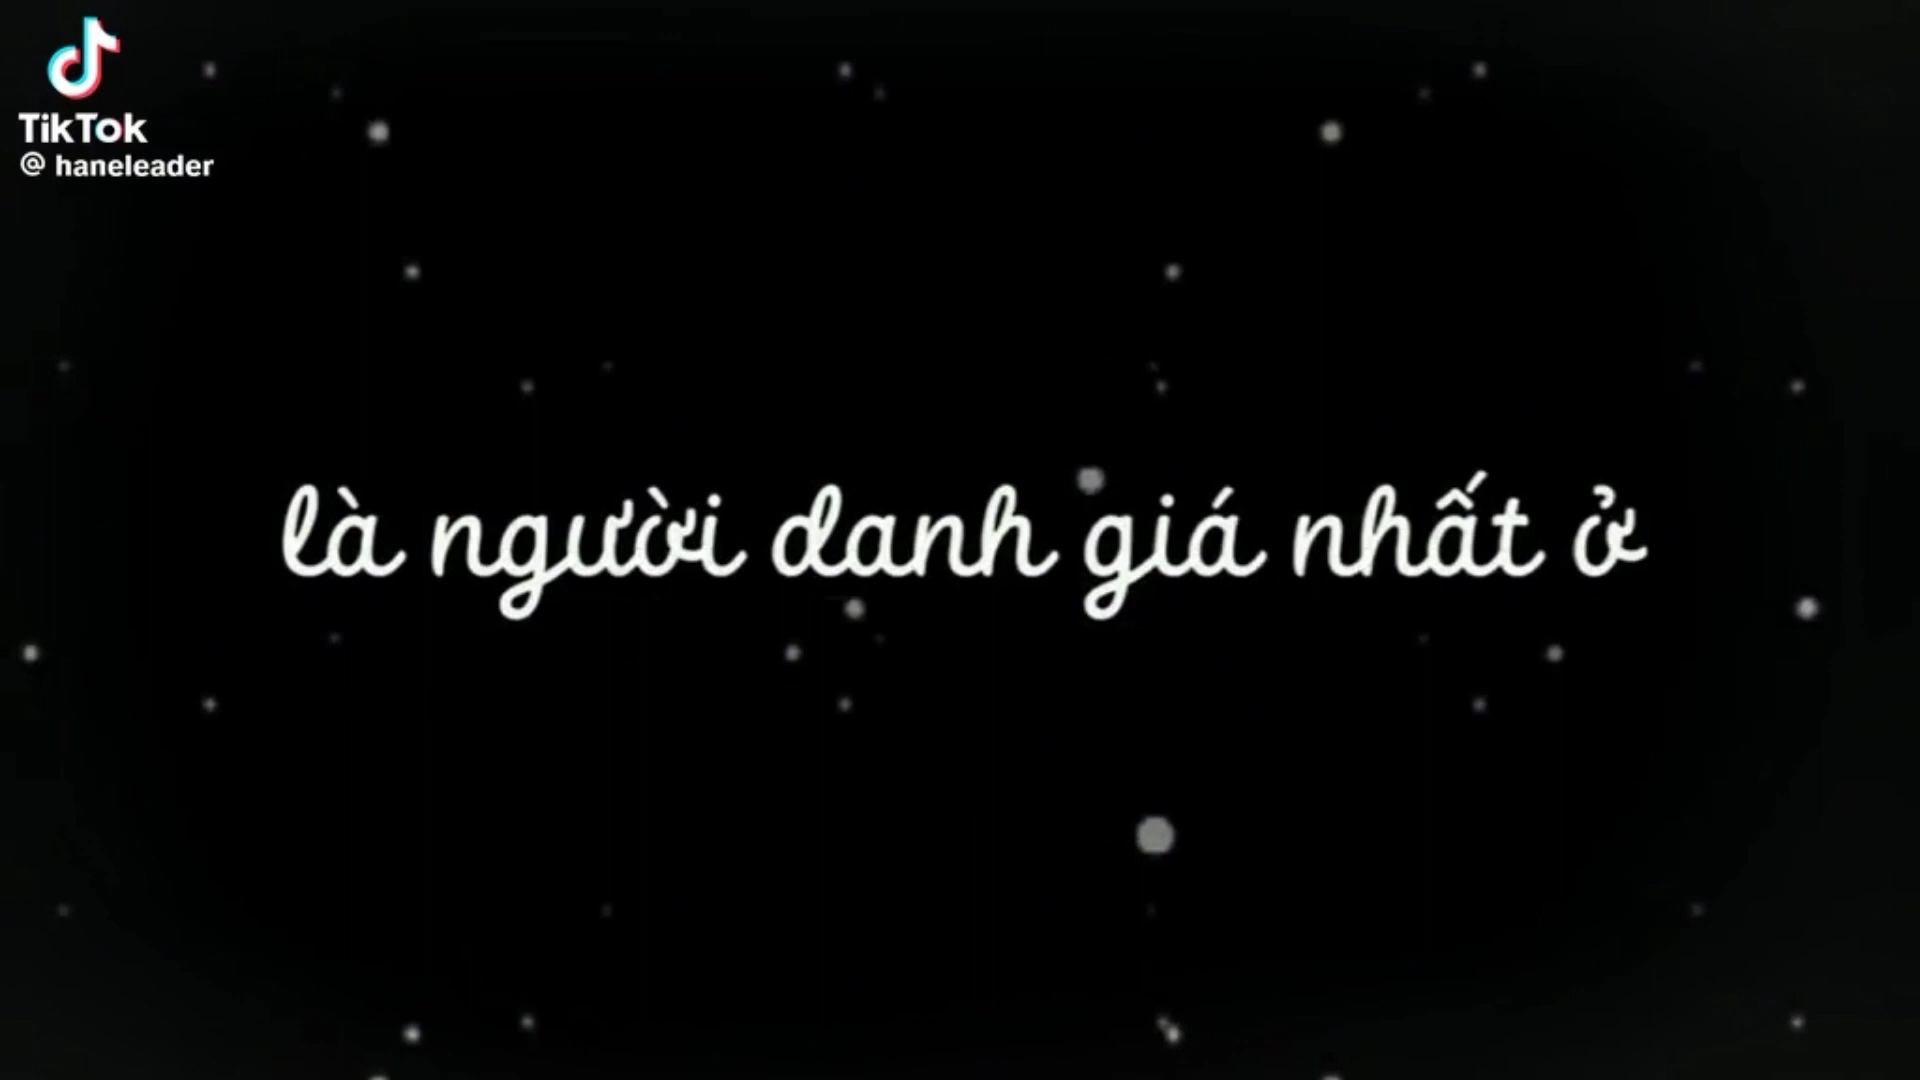 TikTok
@ haneleader
là người danh giá nhất ở